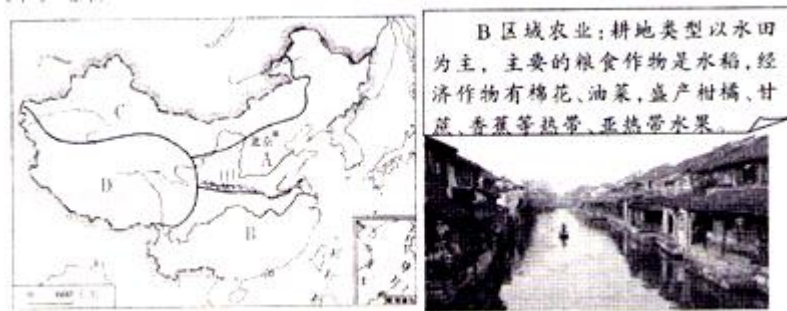 C
北京
A
D
B
B 区域农业:耕地类型以水田
为主,主要的粮食作物是水稻,经
济作物有棉花、油菜,盛产柑橘、甘
蔗、香蕉等热带、亚热带水果。